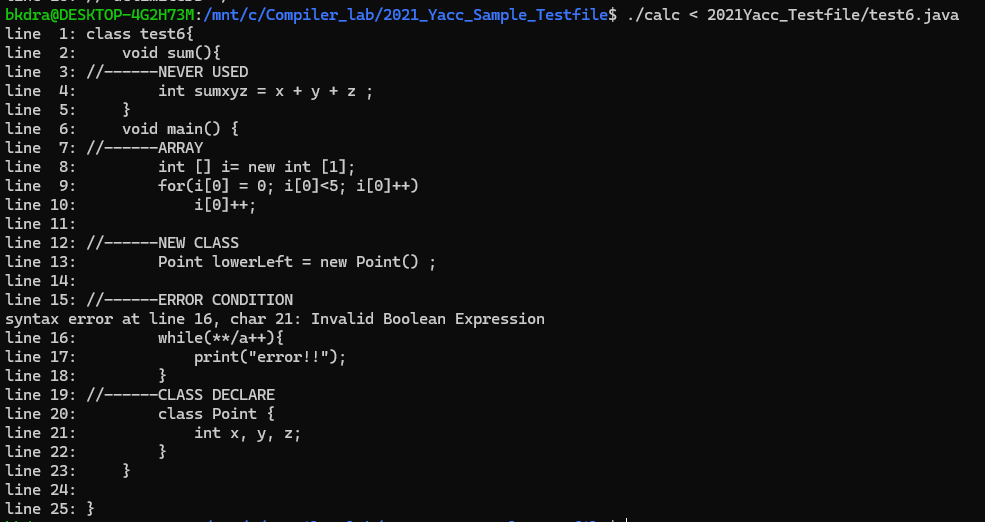 bkdra@DESKTOP-4G2H73M:/mnt/c/Compiler_lab/2021_Yacc_Sample_Testfile$ ./calc < 2021Yacc_Testfile/test6.java
line  1: class test6{
line  2:     void sum(){
line  3: //------NEVER USED
line  4:         int sumxyz = x + y + z ;
line  5:     }
line  6:     void main() {
line  7: //------ARRAY
line  8:         int [] i= new int [1];
line  9:         for(i[0] = 0; i[0]<5; i[0]++)
line 10:             i[0]++;
line 11:
line 12: //------NEW CLASS
line 13:         Point lowerLeft = new Point() ;
line 14:
line 15: //------ERROR CONDITION
syntax error at line 16, char 21: Invalid Boolean Expression
line 16:         while(**/a++){
line 17:             print("error!!");
line 18:         }
line 19: //------CLASS DECLARE
line 20:         class Point {
line 21:             int x, y, z;
line 22:         }
line 23:     }
line 24:
line 25: }